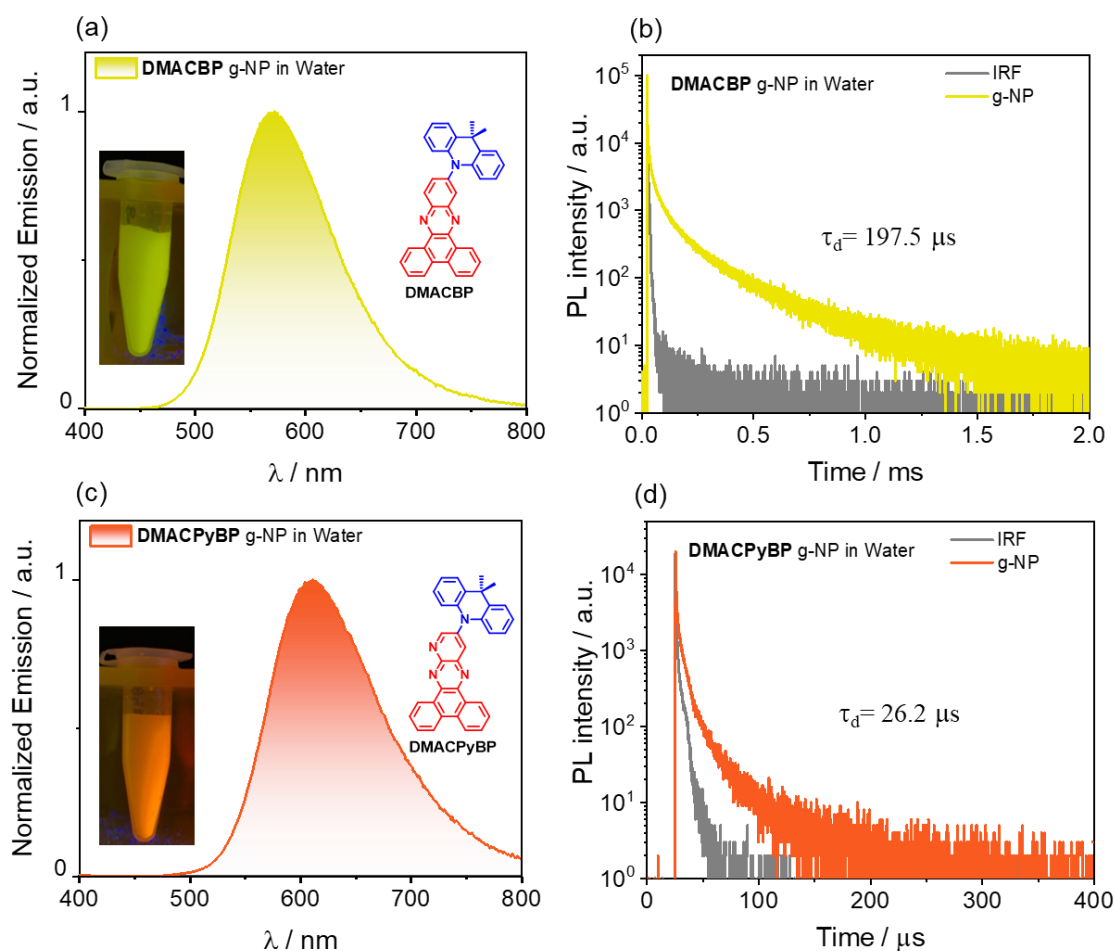 (a)
DMACBP g-NP in Water
Normalized Emission / a.u.
1
0
400 500 600 700 800
λ / nm
N
N
N
DMACBP
(b)
DMACBP g-NP in Water
IRF
g-NP
PL intensity / a.u.
10⁵
10⁴
10³
10²
10¹
10⁰
τd= 197.5 μs
0.0 0.5 1.0 1.5 2.0
Time / ms
(c)
DMACPyBP g-NP in Water
Normalized Emission / a.u.
1
0
400 500 600 700 800
λ / nm
N
N
N
N
DMACPyBP
(d)
DMACPyBP g-NP in Water
IRF
g-NP
PL intensity / a.u.
10⁴
10³
10²
10¹
10⁰
τd= 26.2 μs
0 100 200 300 400
Time / μs